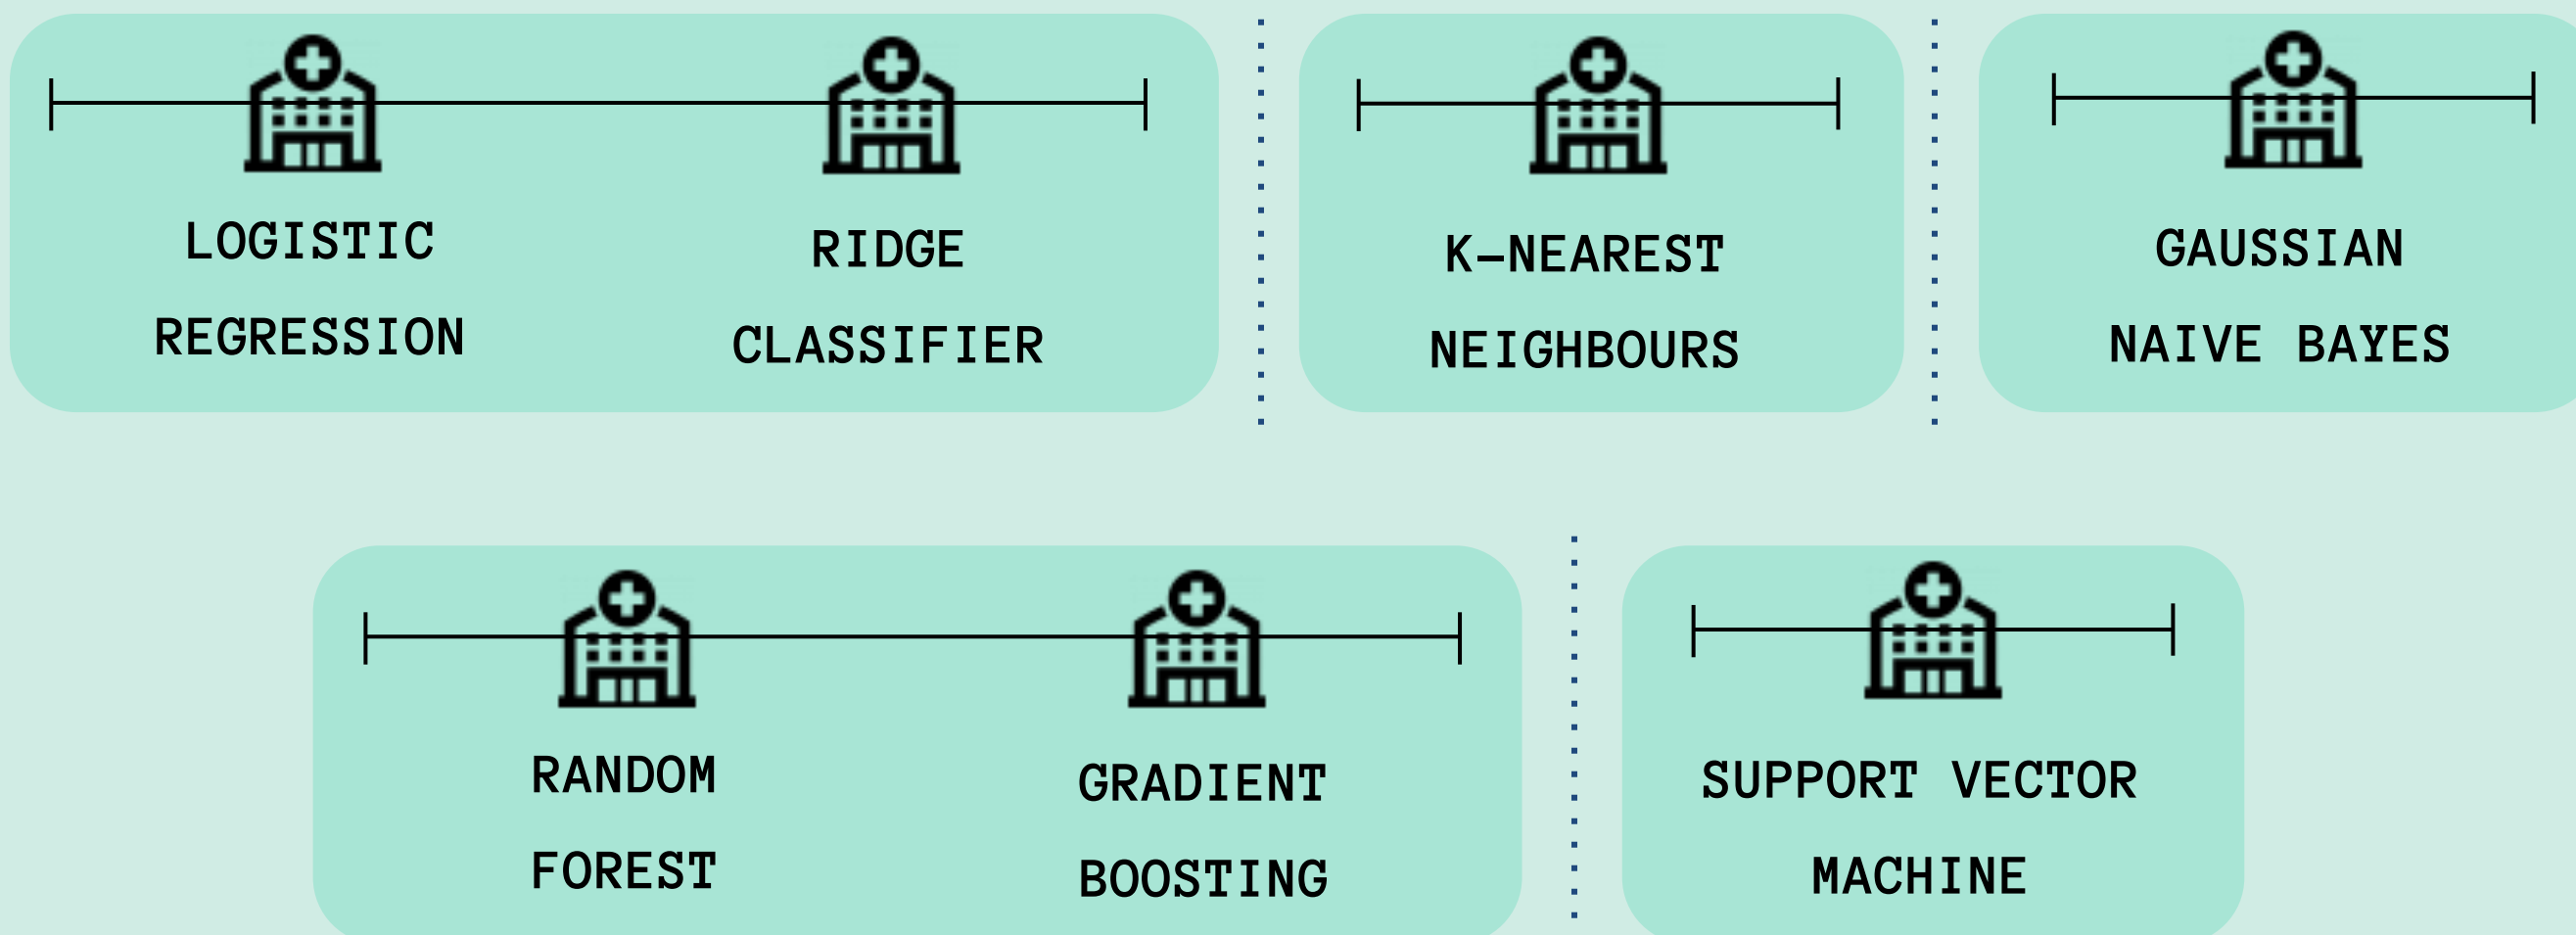 LOGISTIC
REGRESSION
RIDGE
CLASSIFIER
K-NEAREST
NEIGHBOURS
GAUSSIAN
NAIVE BAYES
RANDOM
FOREST
GRADIENT
BOOSTING
SUPPORT VECTOR
MACHINE